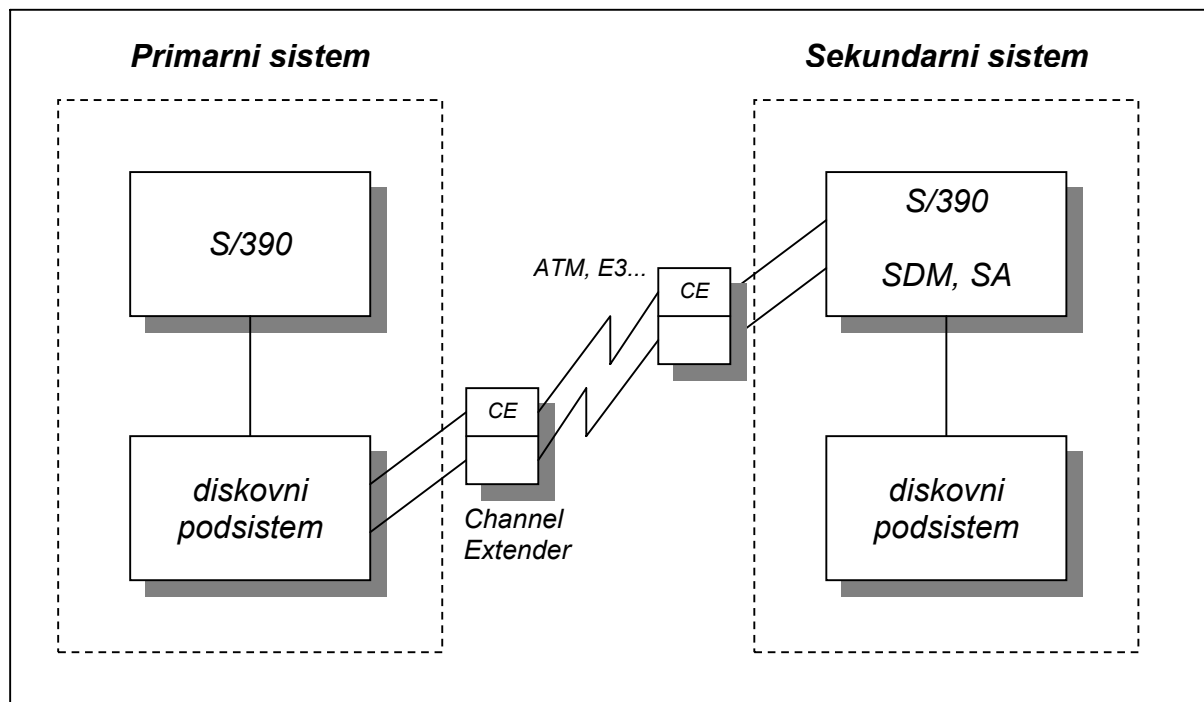 Primarni sistem
Sekundarni sistem
S/390
S/390
SDM, SA
ATM, E3...
CE
CE
Channel
Extender
diskovni
podsistem
diskovni
podsistem